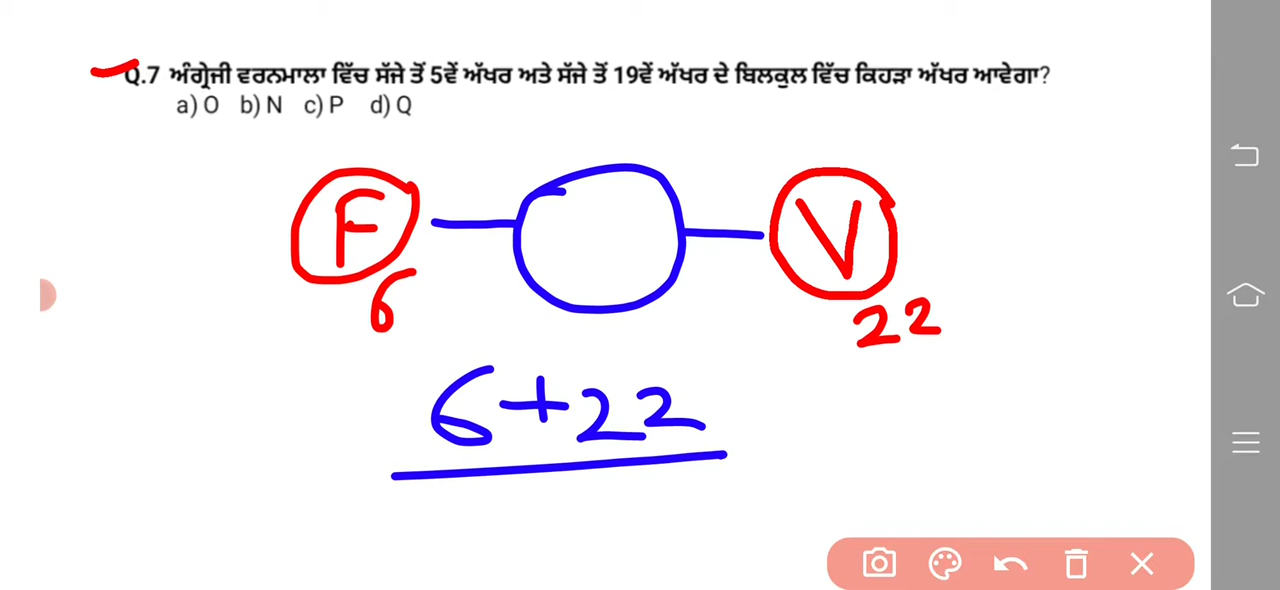 Q.7 ਅੰਗ੍ਰੇਜੀ ਵਰਨਮਾਲਾ ਵਿੱਚ ਸੱਜੇ ਤੋਂ 5ਵੇਂ ਅੱਖਰ ਅਤੇ ਸੱਜੇ ਤੋਂ 19ਵੇਂ ਅੱਖਰ ਦੇ ਬਿਲਕੁਲ ਵਿੱਚ ਕਿਹੜਾ ਅੱਖਰ ਆਵੇਗਾ?
a) O b) N c) P d) Q
F V
6 22
6+22